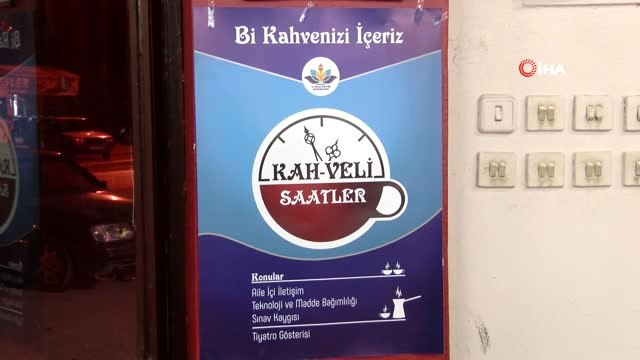 Bi Kahvenizi İçeriz
İHA
KAH-VELİ
SAATLER
Konular
Aile İçi İletişim
Teknoloji ve Madde Bağımlılığı
Sınav Kaygısı
Tiyatro Gösterisi